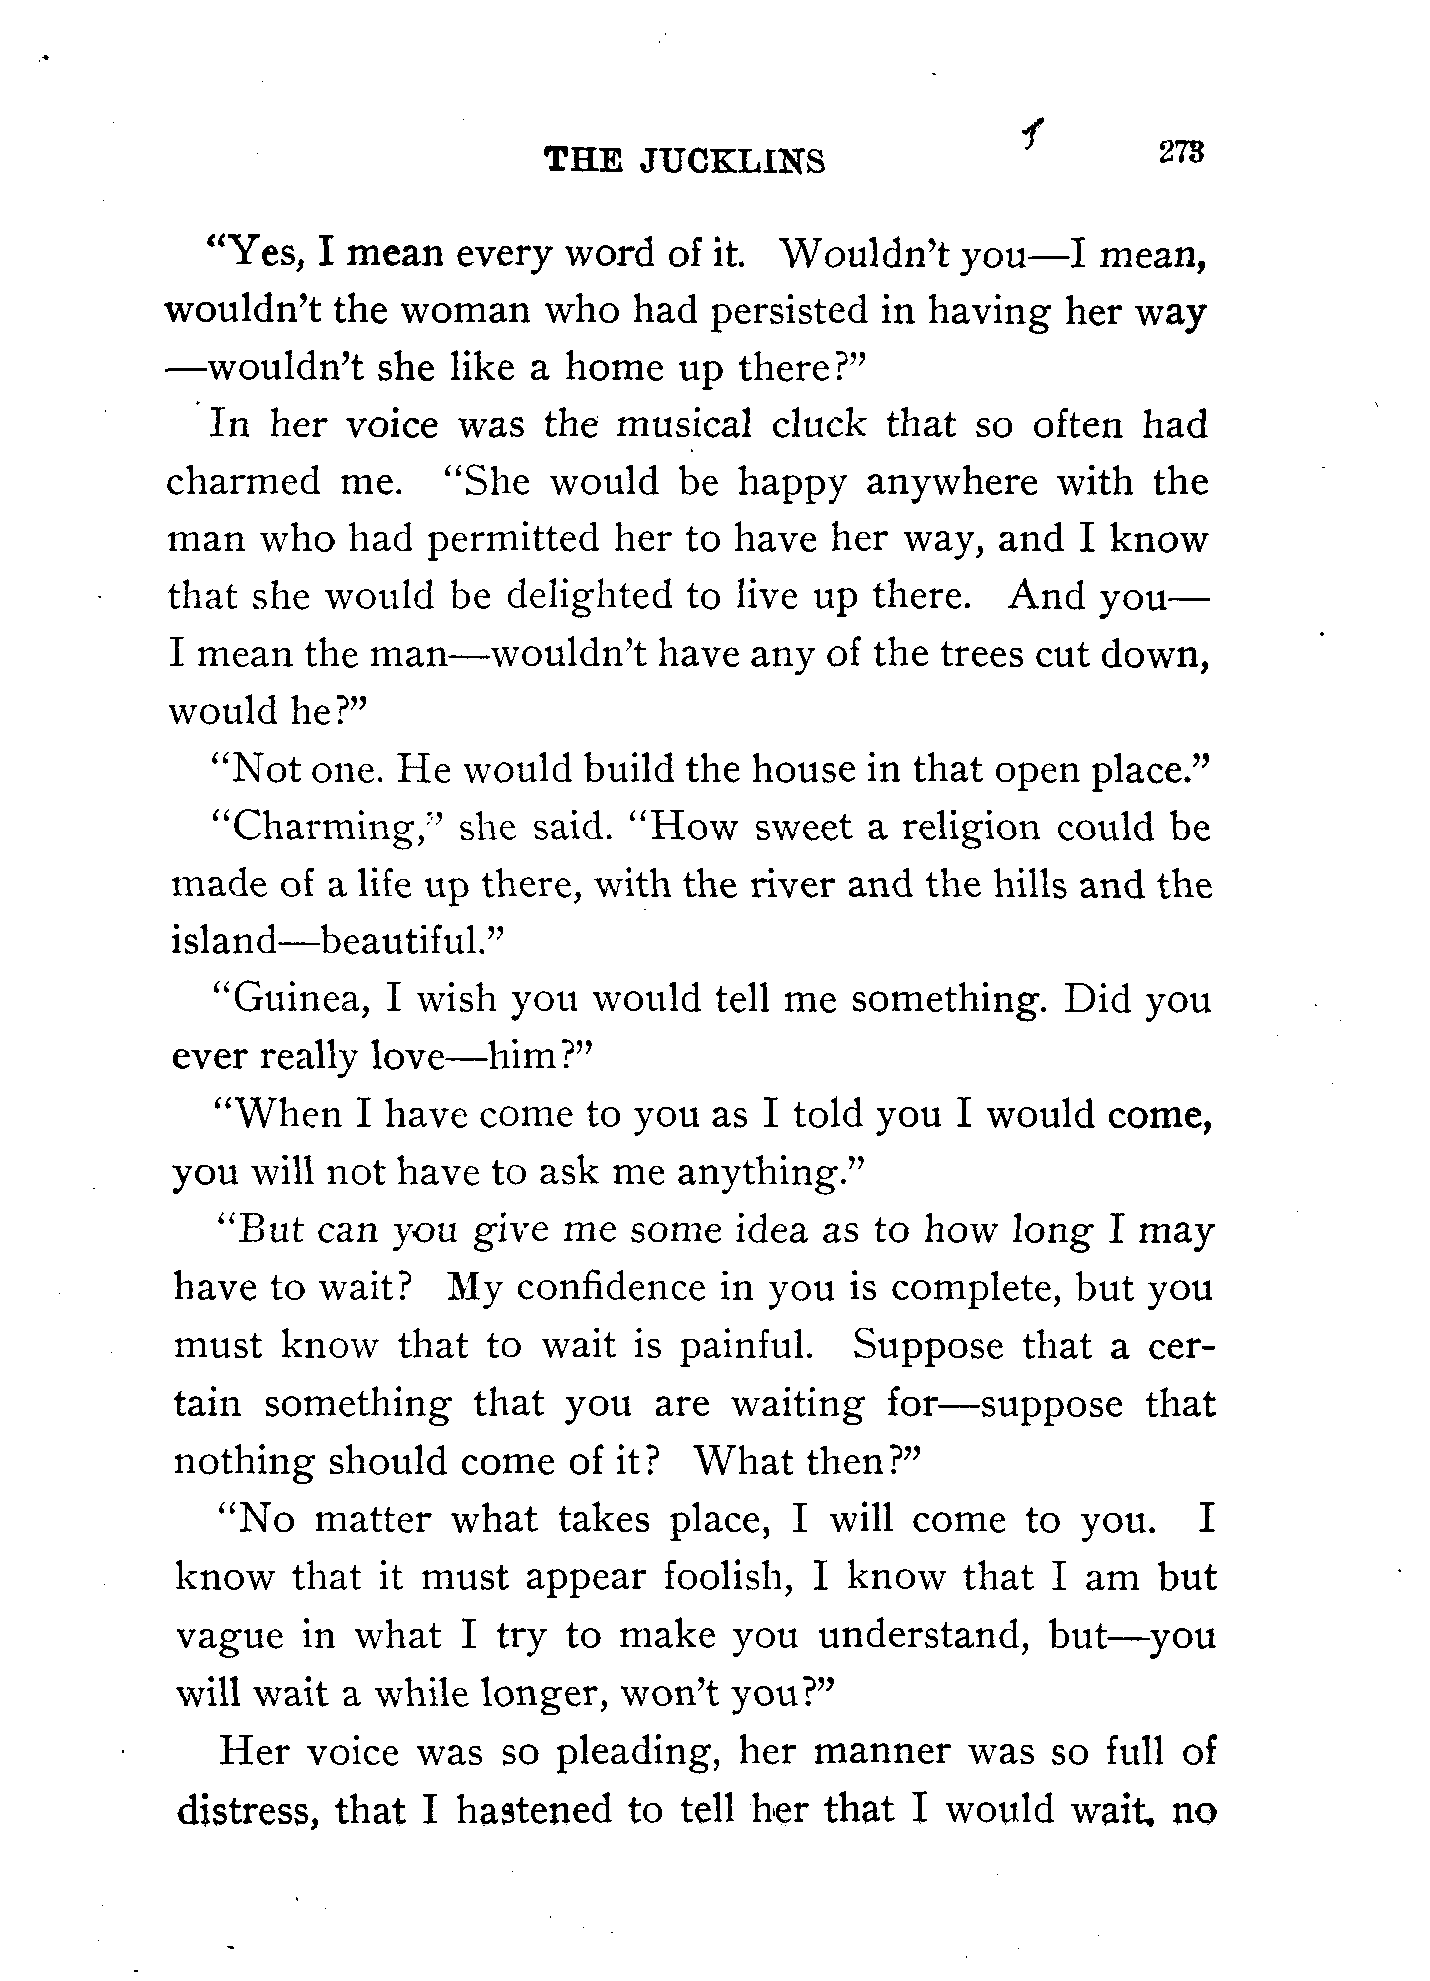 THE JUCKLINS 273
“Yes, I mean every word of it. Wouldn’t you—I mean,
wouldn’t the woman who had persisted in having her way
—wouldn’t she like a home up there?”
In her voice was the musical cluck that so often had
charmed me. “She would be happy anywhere with the
man who had permitted her to have her way, and I know
that she would be delighted to live up there. And you—
I mean the man—wouldn’t have any of the trees cut down,
would he?”
“Not one. He would build the house in that open place.”
“Charming,” she said. “How sweet a religion could be
made of a life up there, with the river and the hills and the
island—beautiful.”
“Guinea, I wish you would tell me something. Did you
ever really love—him?”
“When I have come to you as I told you I would come,
you will not have to ask me anything.”
“But can you give me some idea as to how long I may
have to wait? My confidence in you is complete, but you
must know that to wait is painful. Suppose that a cer-
tain something that you are waiting for—suppose that
nothing should come of it? What then?”
“No matter what takes place, I will come to you. I
know that it must appear foolish, I know that I am but
vague in what I try to make you understand, but—you
will wait a while longer, won’t you?”
Her voice was so pleading, her manner was so full of
distress, that I hastened to tell her that I would wait, no